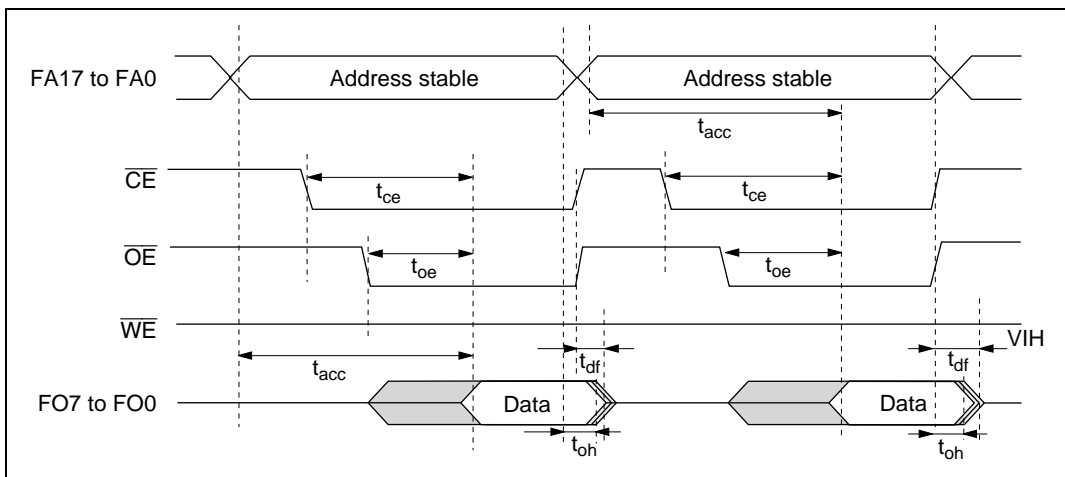 FA17 to FA0
Address stable
Address stable
tacc
CE
tce
tce
OE
toe
toe
WE
VIH
tacc
tdf
tdf
FO7 to FO0
Data
Data
toh
toh